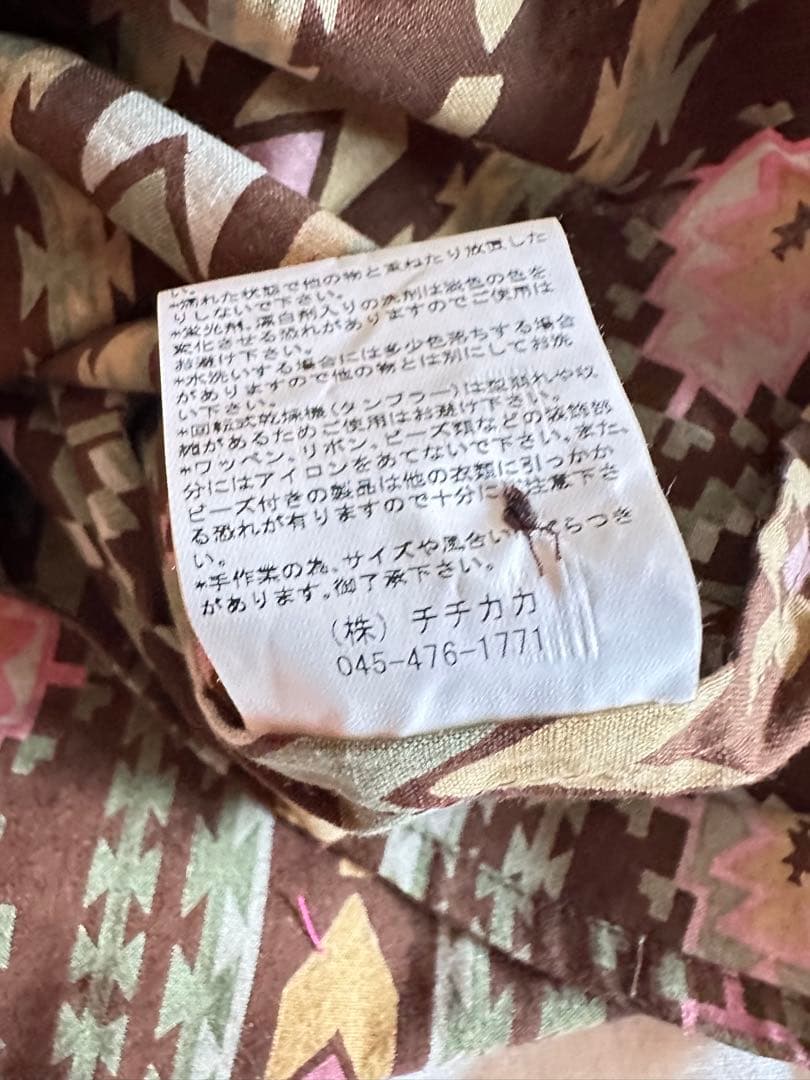 い。
*濡れた状態で他の物と重ねたり放置した
りしないで下さい。
*蛍光剤、漂白剤入りの洗剤は淡色の色を
変化させる恐れがありますのでご使用は
お避け下さい。
*水洗いする場合には多少色落ちする場合
がありますので他の物とは別にしてお洗
い下さい。
*回転式乾燥機(タンブラー)は型崩れや収
縮があるためご使用はお避け下さい。
*ワッペン、リボン、ビーズ類などの装飾部
分にはアイロンをあてないで下さい。また、
ビーズ付きの製品は他の衣類に引っかか
る恐れが有りますので十分に注意下さ
い。
*手作業の為、サイズや風合い らつき
があります。御了承下さい。
(株) チチカカ
045-476-1771